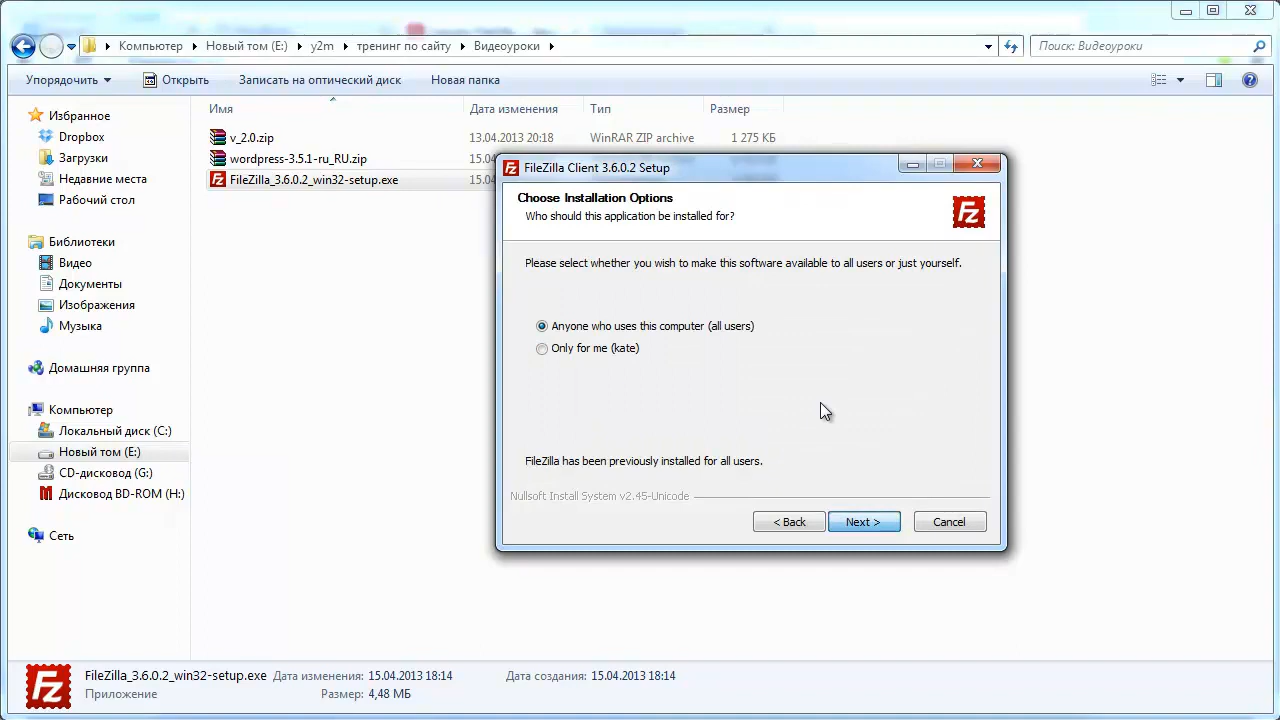 Компьютер
Новый том (E:)
y2m
тренинг по сайту
Видеоуроки
Поиск: Видеоуроки
Упорядочить
Открыть
Записать на оптический диск
Новая папка
Избранное
Dropbox
Загрузки
Недавние места
Рабочий стол
Библиотеки
Видео
Документы
Изображения
Музыка
Домашняя группа
Компьютер
Локальный диск (C:)
Новый том (E:)
CD-дисковод (G:)
Дисковод BD-ROM (H:)
Сеть
Имя Дата изменения Тип Размер
v_2.0.zip 13.04.2013 20:18 WinRAR ZIP archive 1 275 КБ
wordpress-3.5.1-ru_RU.zip 15.0
FileZilla_3.6.0.2_win32-setup.exe 15.0
FileZilla Client 3.6.0.2 Setup
Choose Installation Options
Who should this application be installed for?
Please select whether you wish to make this software available to all users or just yourself.
Anyone who uses this computer (all users)
Only for me (kate)
FileZilla has been previously installed for all users.
Nullsoft Install System v2.45-Unicode
< Back
Next >
Cancel
FileZilla_3.6.0.2_win32-setup.exe Дата изменения: 15.04.2013 18:14 Дата создания: 15.04.2013 18:14
Приложение Размер: 4,48 МБ